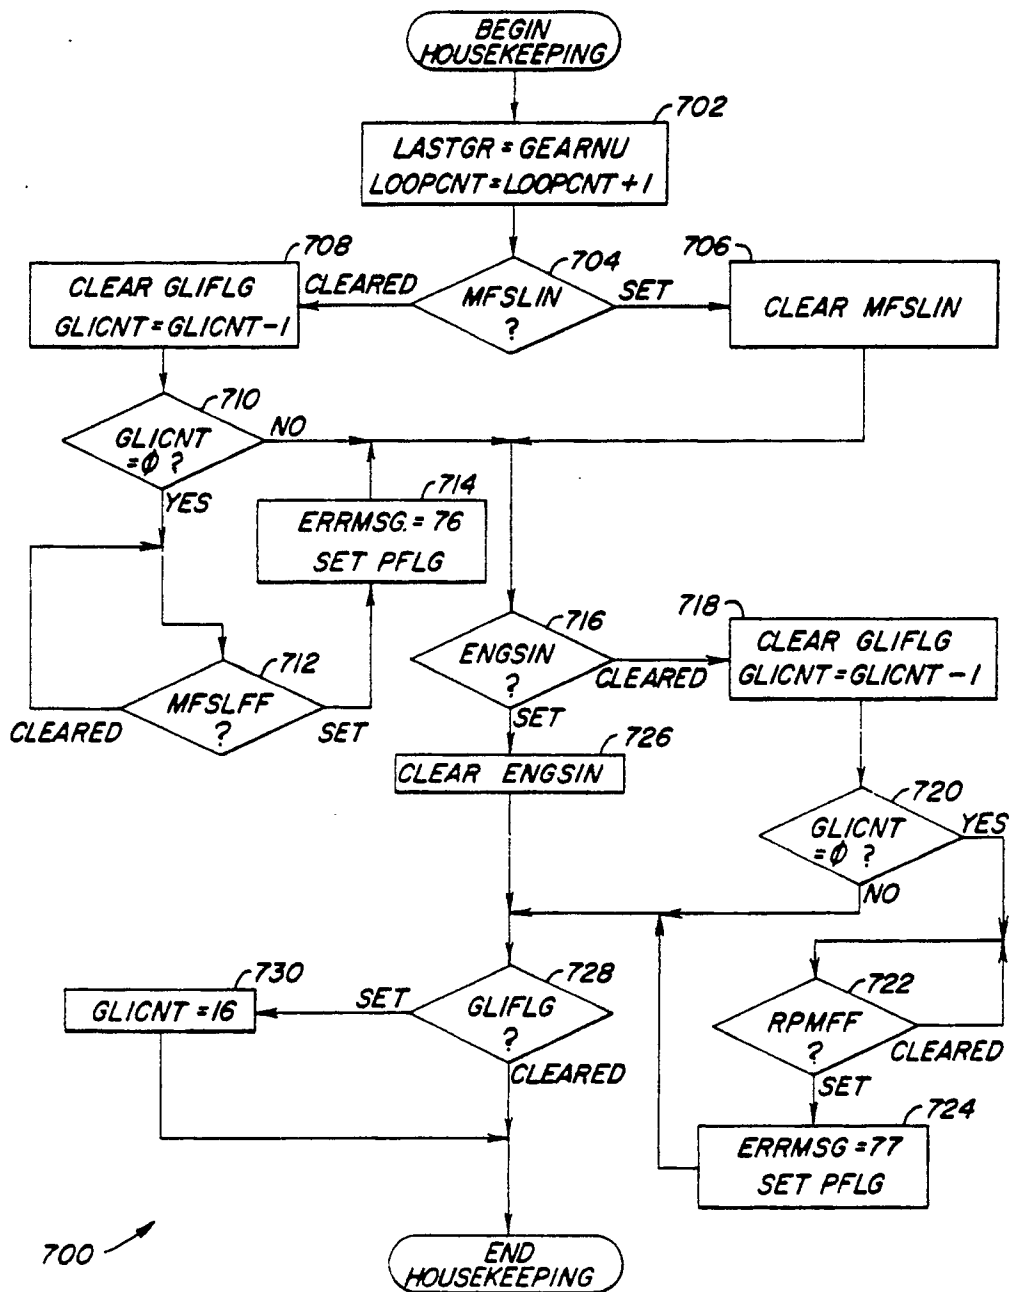 BEGIN
HOUSEKEEPING
702
LASTGR = GEARNU
LOOPCNT = LOOPCNT + 1
708
CLEAR GLIFLG
GLICNT = GLICNT - 1
CLEARED
704
MFSLIN
?
SET
706
CLEAR MFSLIN
710
GLICNT
= ϕ ?
NO
YES
714
ERRMSG. = 76
SET PFLG
712
MFSLFF
?
CLEARED
SET
716
ENGSIN
?
CLEARED
SET
718
CLEAR GLIFLG
GLICNT = GLICNT - 1
726
CLEAR ENGSIN
720
GLICNT
= ϕ ?
YES
NO
722
RPMFF
?
CLEARED
SET
724
ERRMSG = 77
SET PFLG
728
GLIFLG
?
SET
CLEARED
730
GLICNT = 16
END
HOUSEKEEPING
700